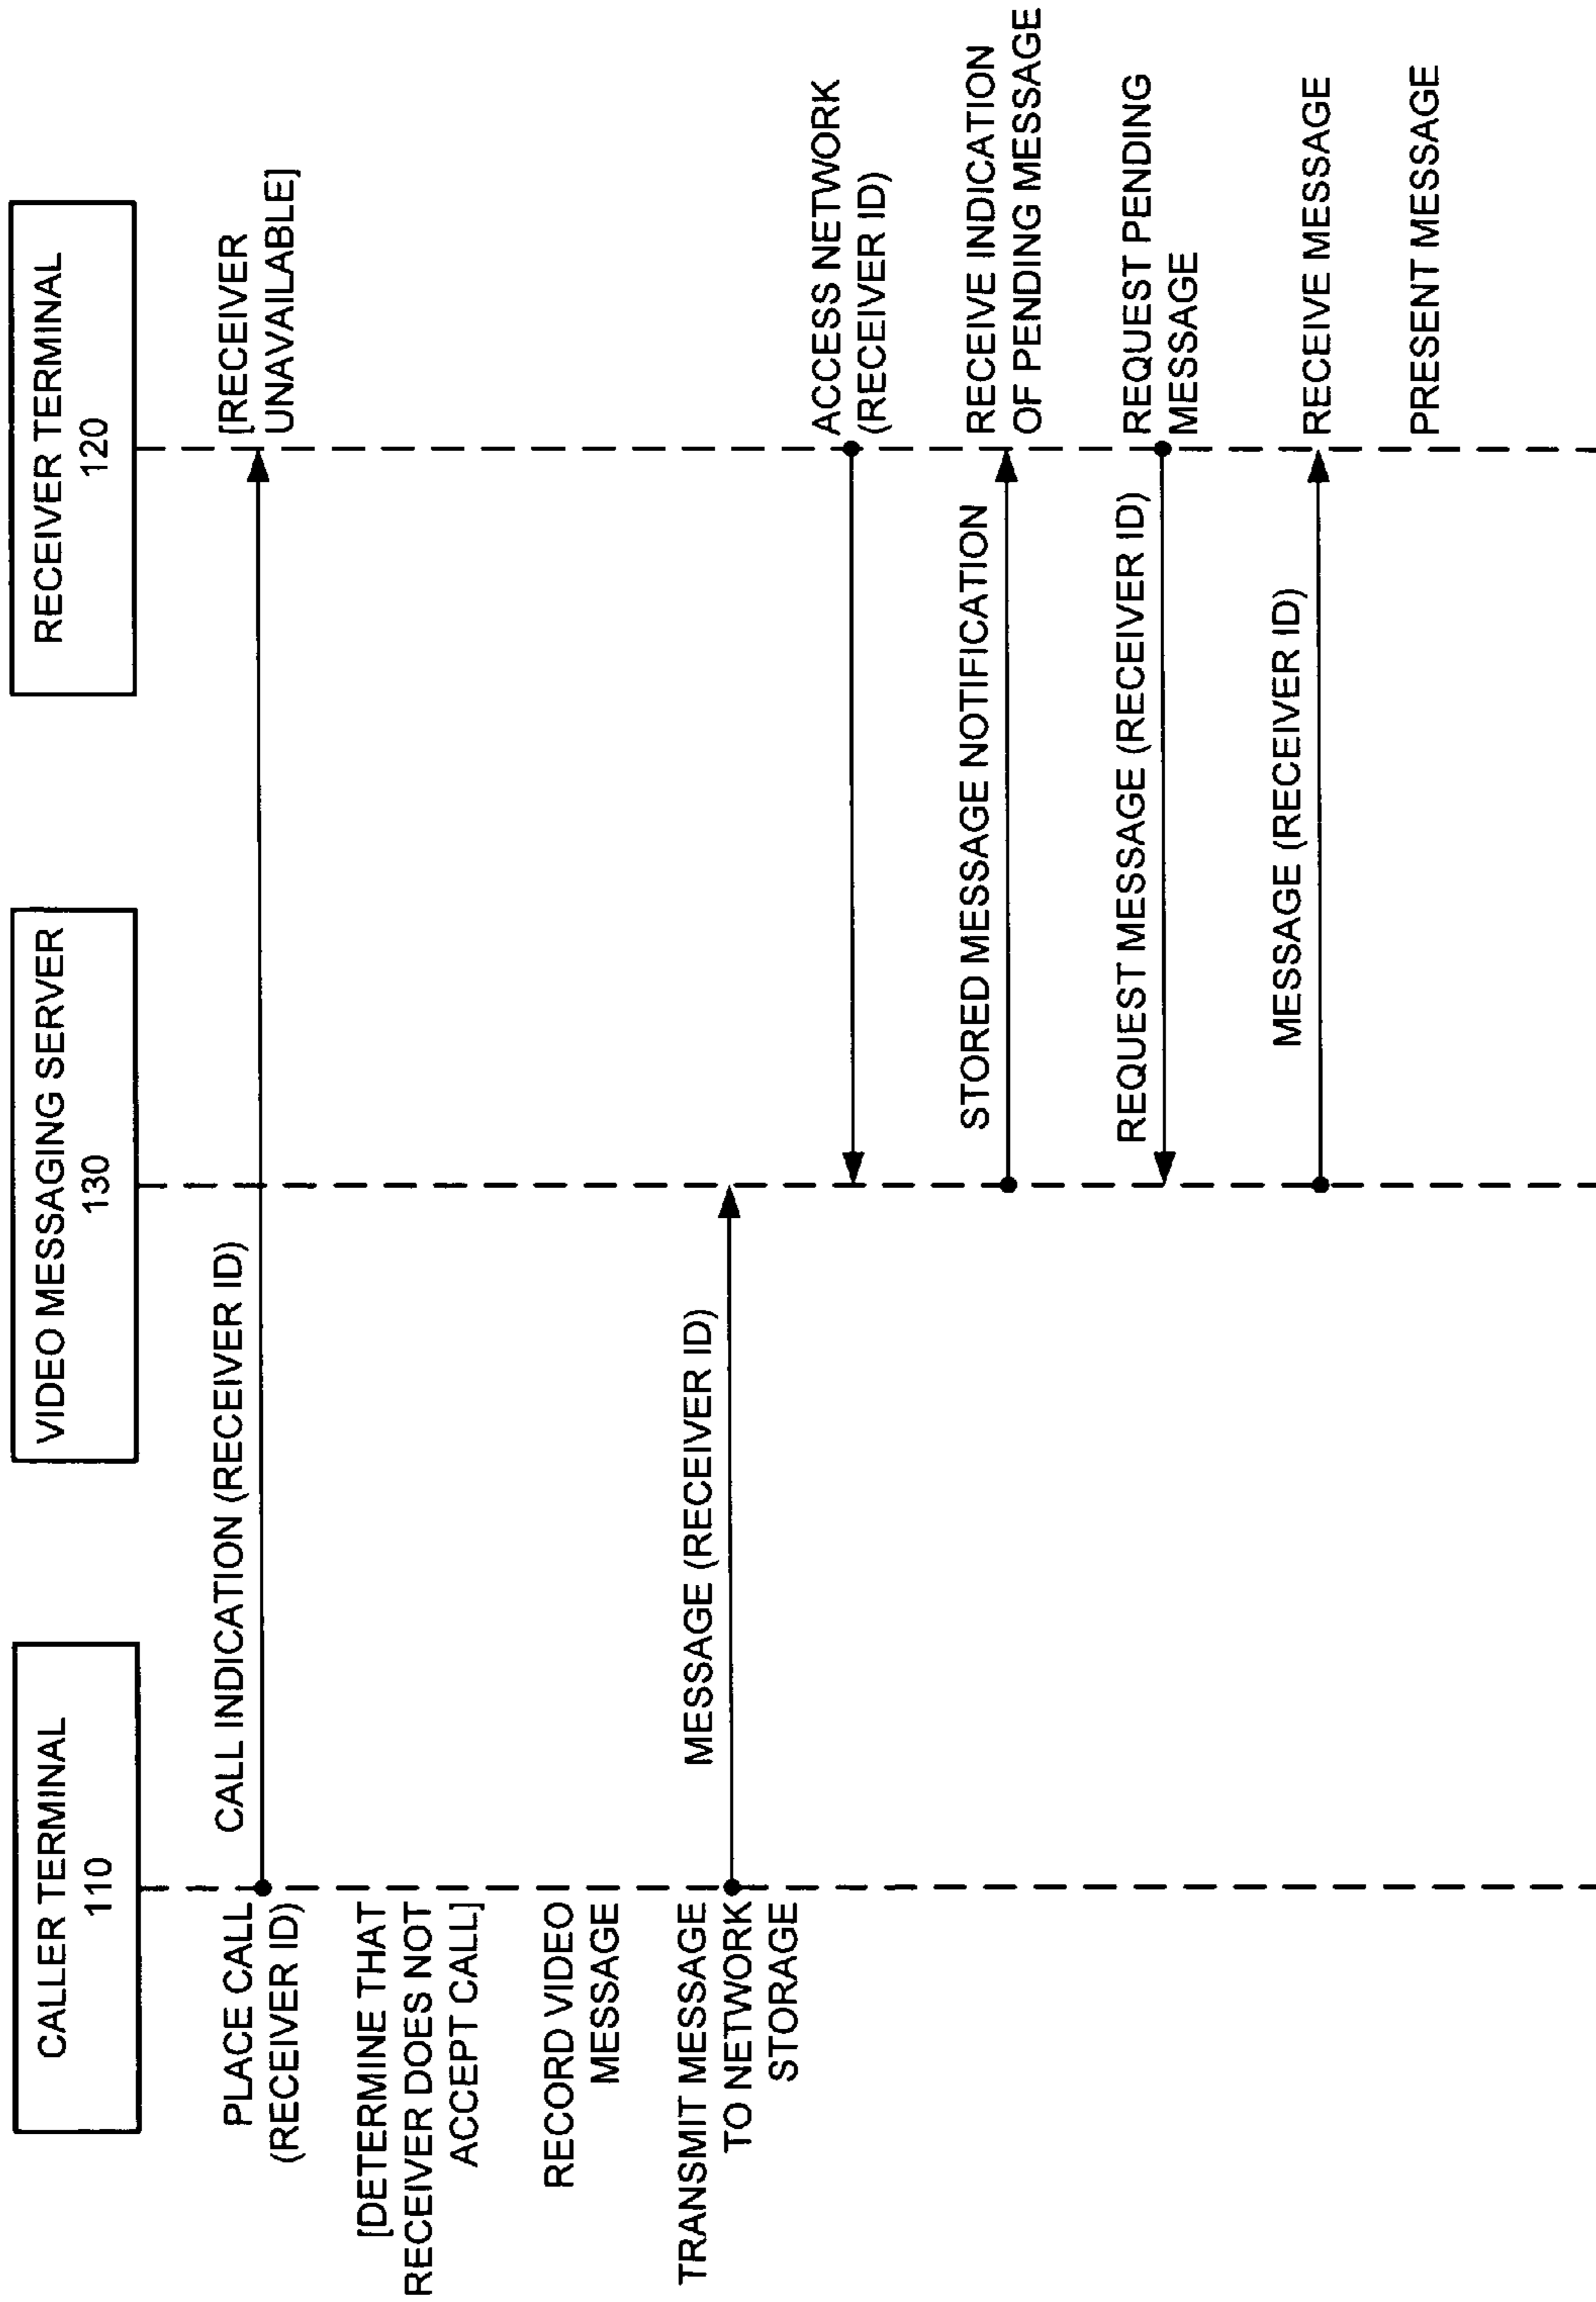 CALLER TERMINAL
110
VIDEO MESSAGING SERVER
130
RECEIVER TERMINAL
120
PLACE CALL
(RECEIVER ID)
CALL INDICATION (RECEIVER ID)
[RECEIVER
UNAVAILABLE]
[DETERMINE THAT
RECEIVER DOES NOT
ACCEPT CALL]
RECORD VIDEO
MESSAGE
TRANSMIT MESSAGE
TO NETWORK
STORAGE
MESSAGE (RECEIVER ID)
ACCESS NETWORK
(RECEIVER ID)
STORED MESSAGE NOTIFICATION
RECEIVE INDICATION
OF PENDING MESSAGE
REQUEST MESSAGE (RECEIVER ID)
REQUEST PENDING
MESSAGE
MESSAGE (RECEIVER ID)
RECEIVE MESSAGE
PRESENT MESSAGE